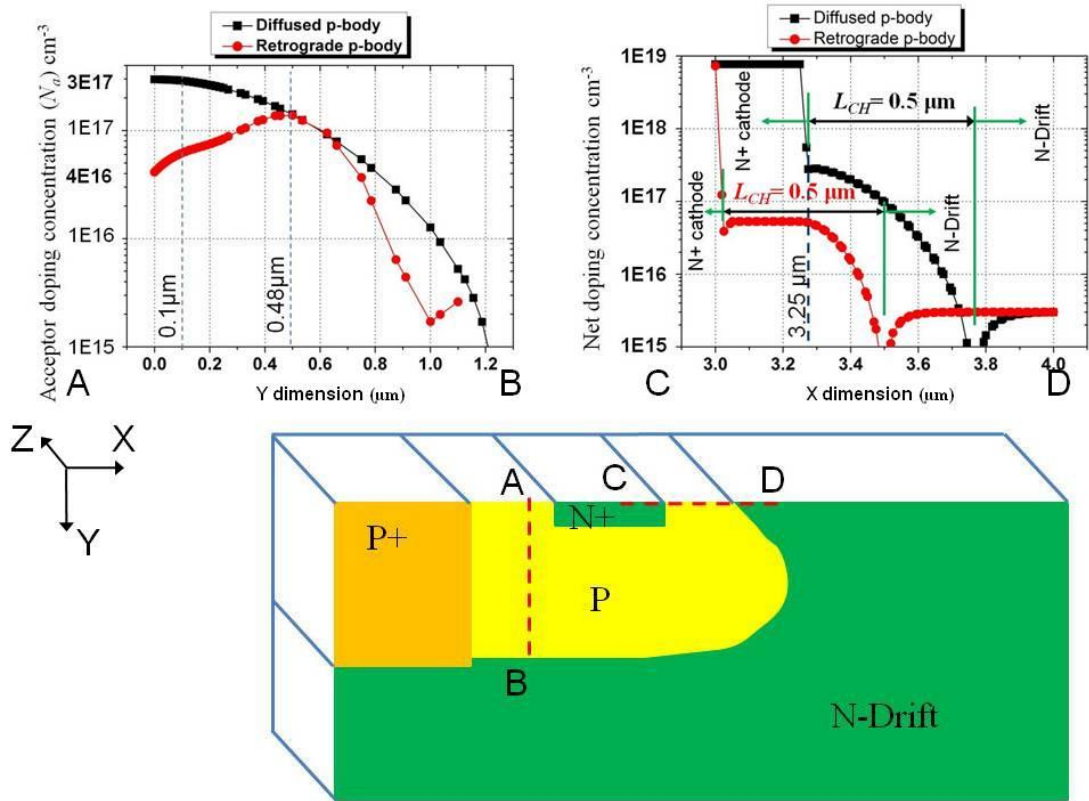 Diffused p-body
Retrograde p-body
Acceptor doping concentration (Na) cm-3
3E17
1E17
4E16
1E16
1E15
0.1µm
0.48µm
0.0 0.2 0.4 0.6 0.8 1.0 1.2
A
Y dimension (µm)
B
Diffused p-body
Retrograde p-body
Net doping concentration cm-3
1E19
1E18
1E17
1E16
1E15
N+ cathode
LCH= 0.5 µm
N-Drift
N+ cathode
LCH= 0.5 µm
N-Drift
3.25 µm
3.0 3.2 3.4 3.6 3.8 4.0
C
X dimension (µm)
D
Z
X
Y
A
C
D
P+
N+
P
B
N-Drift